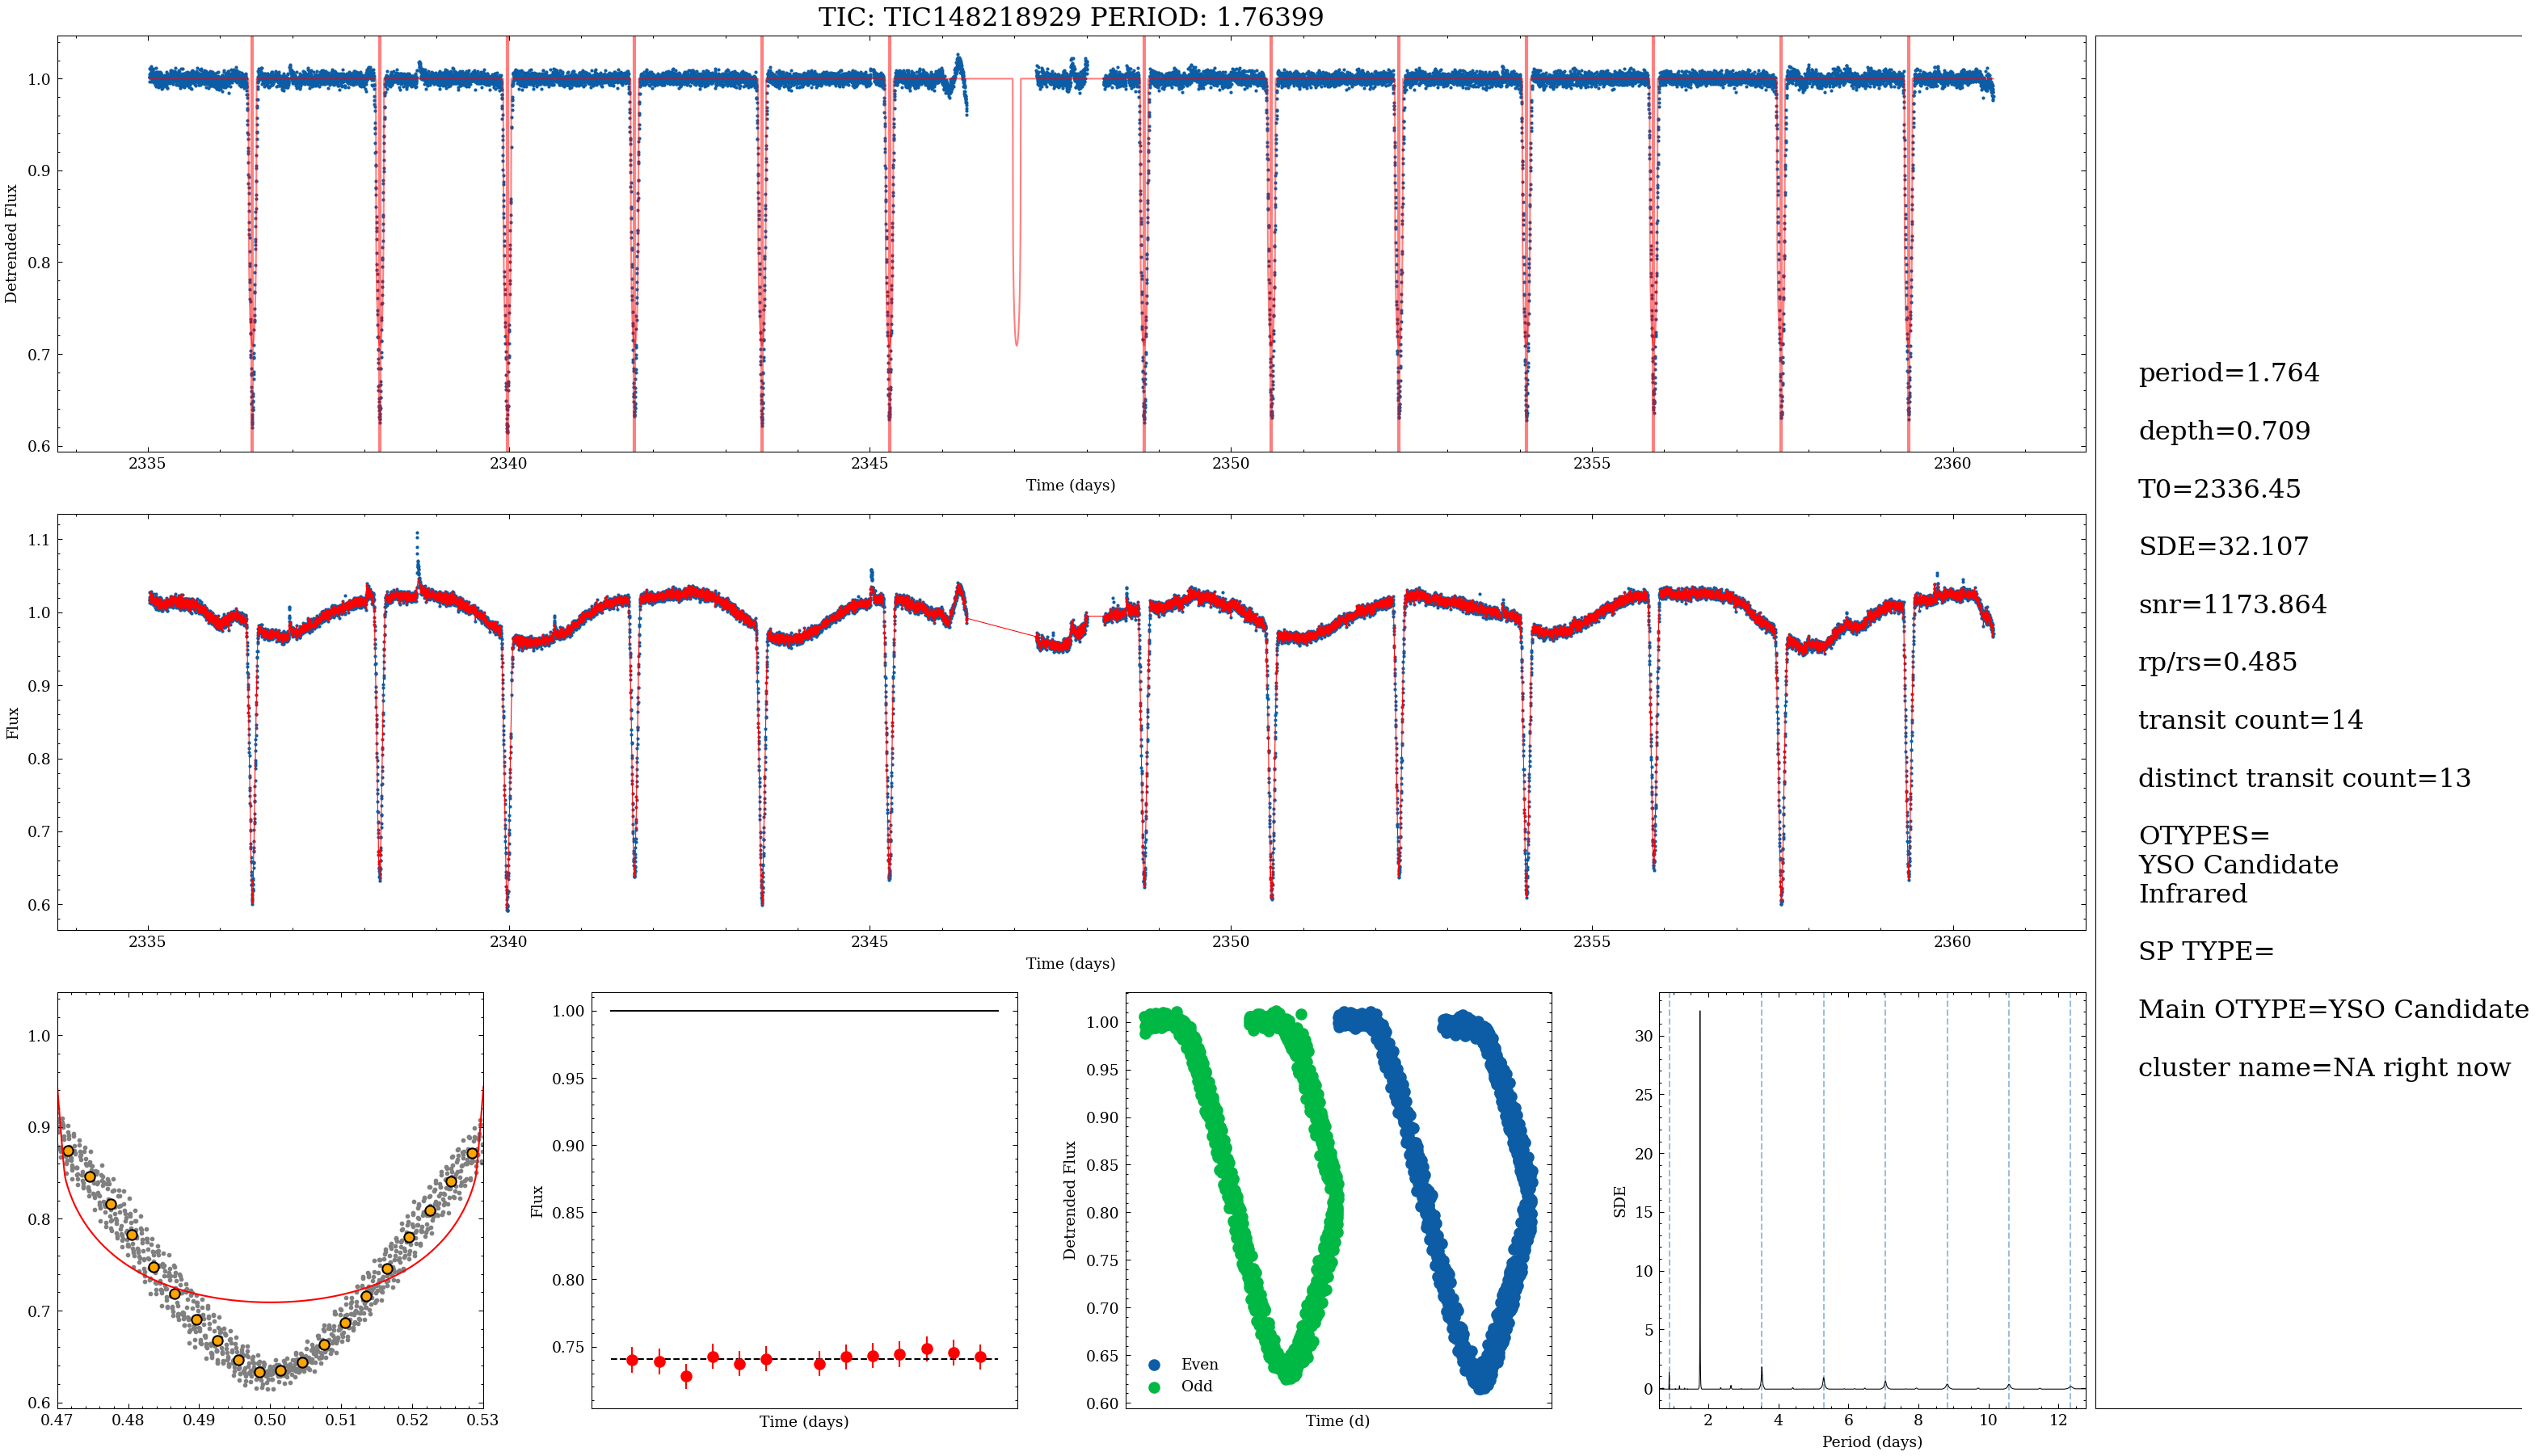 TIC: TIC148218929 PERIOD: 1.76399
Detrended Flux
1.0
0.9
0.8
0.7
0.6
2335 2340 2345 2350 2355 2360
Time (days)
Flux
1.1
1.0
0.9
0.8
0.7
0.6
2335 2340 2345 2350 2355 2360
Time (days)
1.0
0.9
0.8
0.7
0.6
0.47 0.48 0.49 0.50 0.51 0.52 0.53
Flux
1.00
0.95
0.90
0.85
0.80
0.75
Time (days)
Detrended Flux
1.00
0.95
0.90
0.85
0.80
0.75
0.70
0.65
0.60
Even
Odd
Time (d)
SDE
30
25
20
15
10
5
0
2 4 6 8 10 12
Period (days)
period=1.764
depth=0.709
T0=2336.45
SDE=32.107
snr=1173.864
rp/rs=0.485
transit count=14
distinct transit count=13
OTYPES=
YSO Candidate
Infrared
SP TYPE=
Main OTYPE=YSO Candidate
cluster name=NA right now